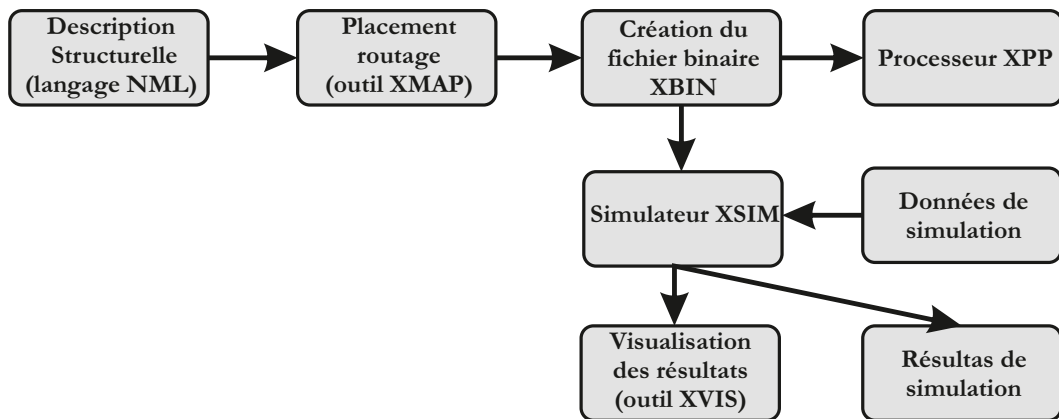 Description
Structurelle
(langage NML)
Placement
routage
(outil XMAP)
Création du
fichier binaire
XBIN
Processeur XPP
Simulateur XSIM
Données de
simulation
Visualisation
des résultats
(outil XVIS)
Résultas de
simulation